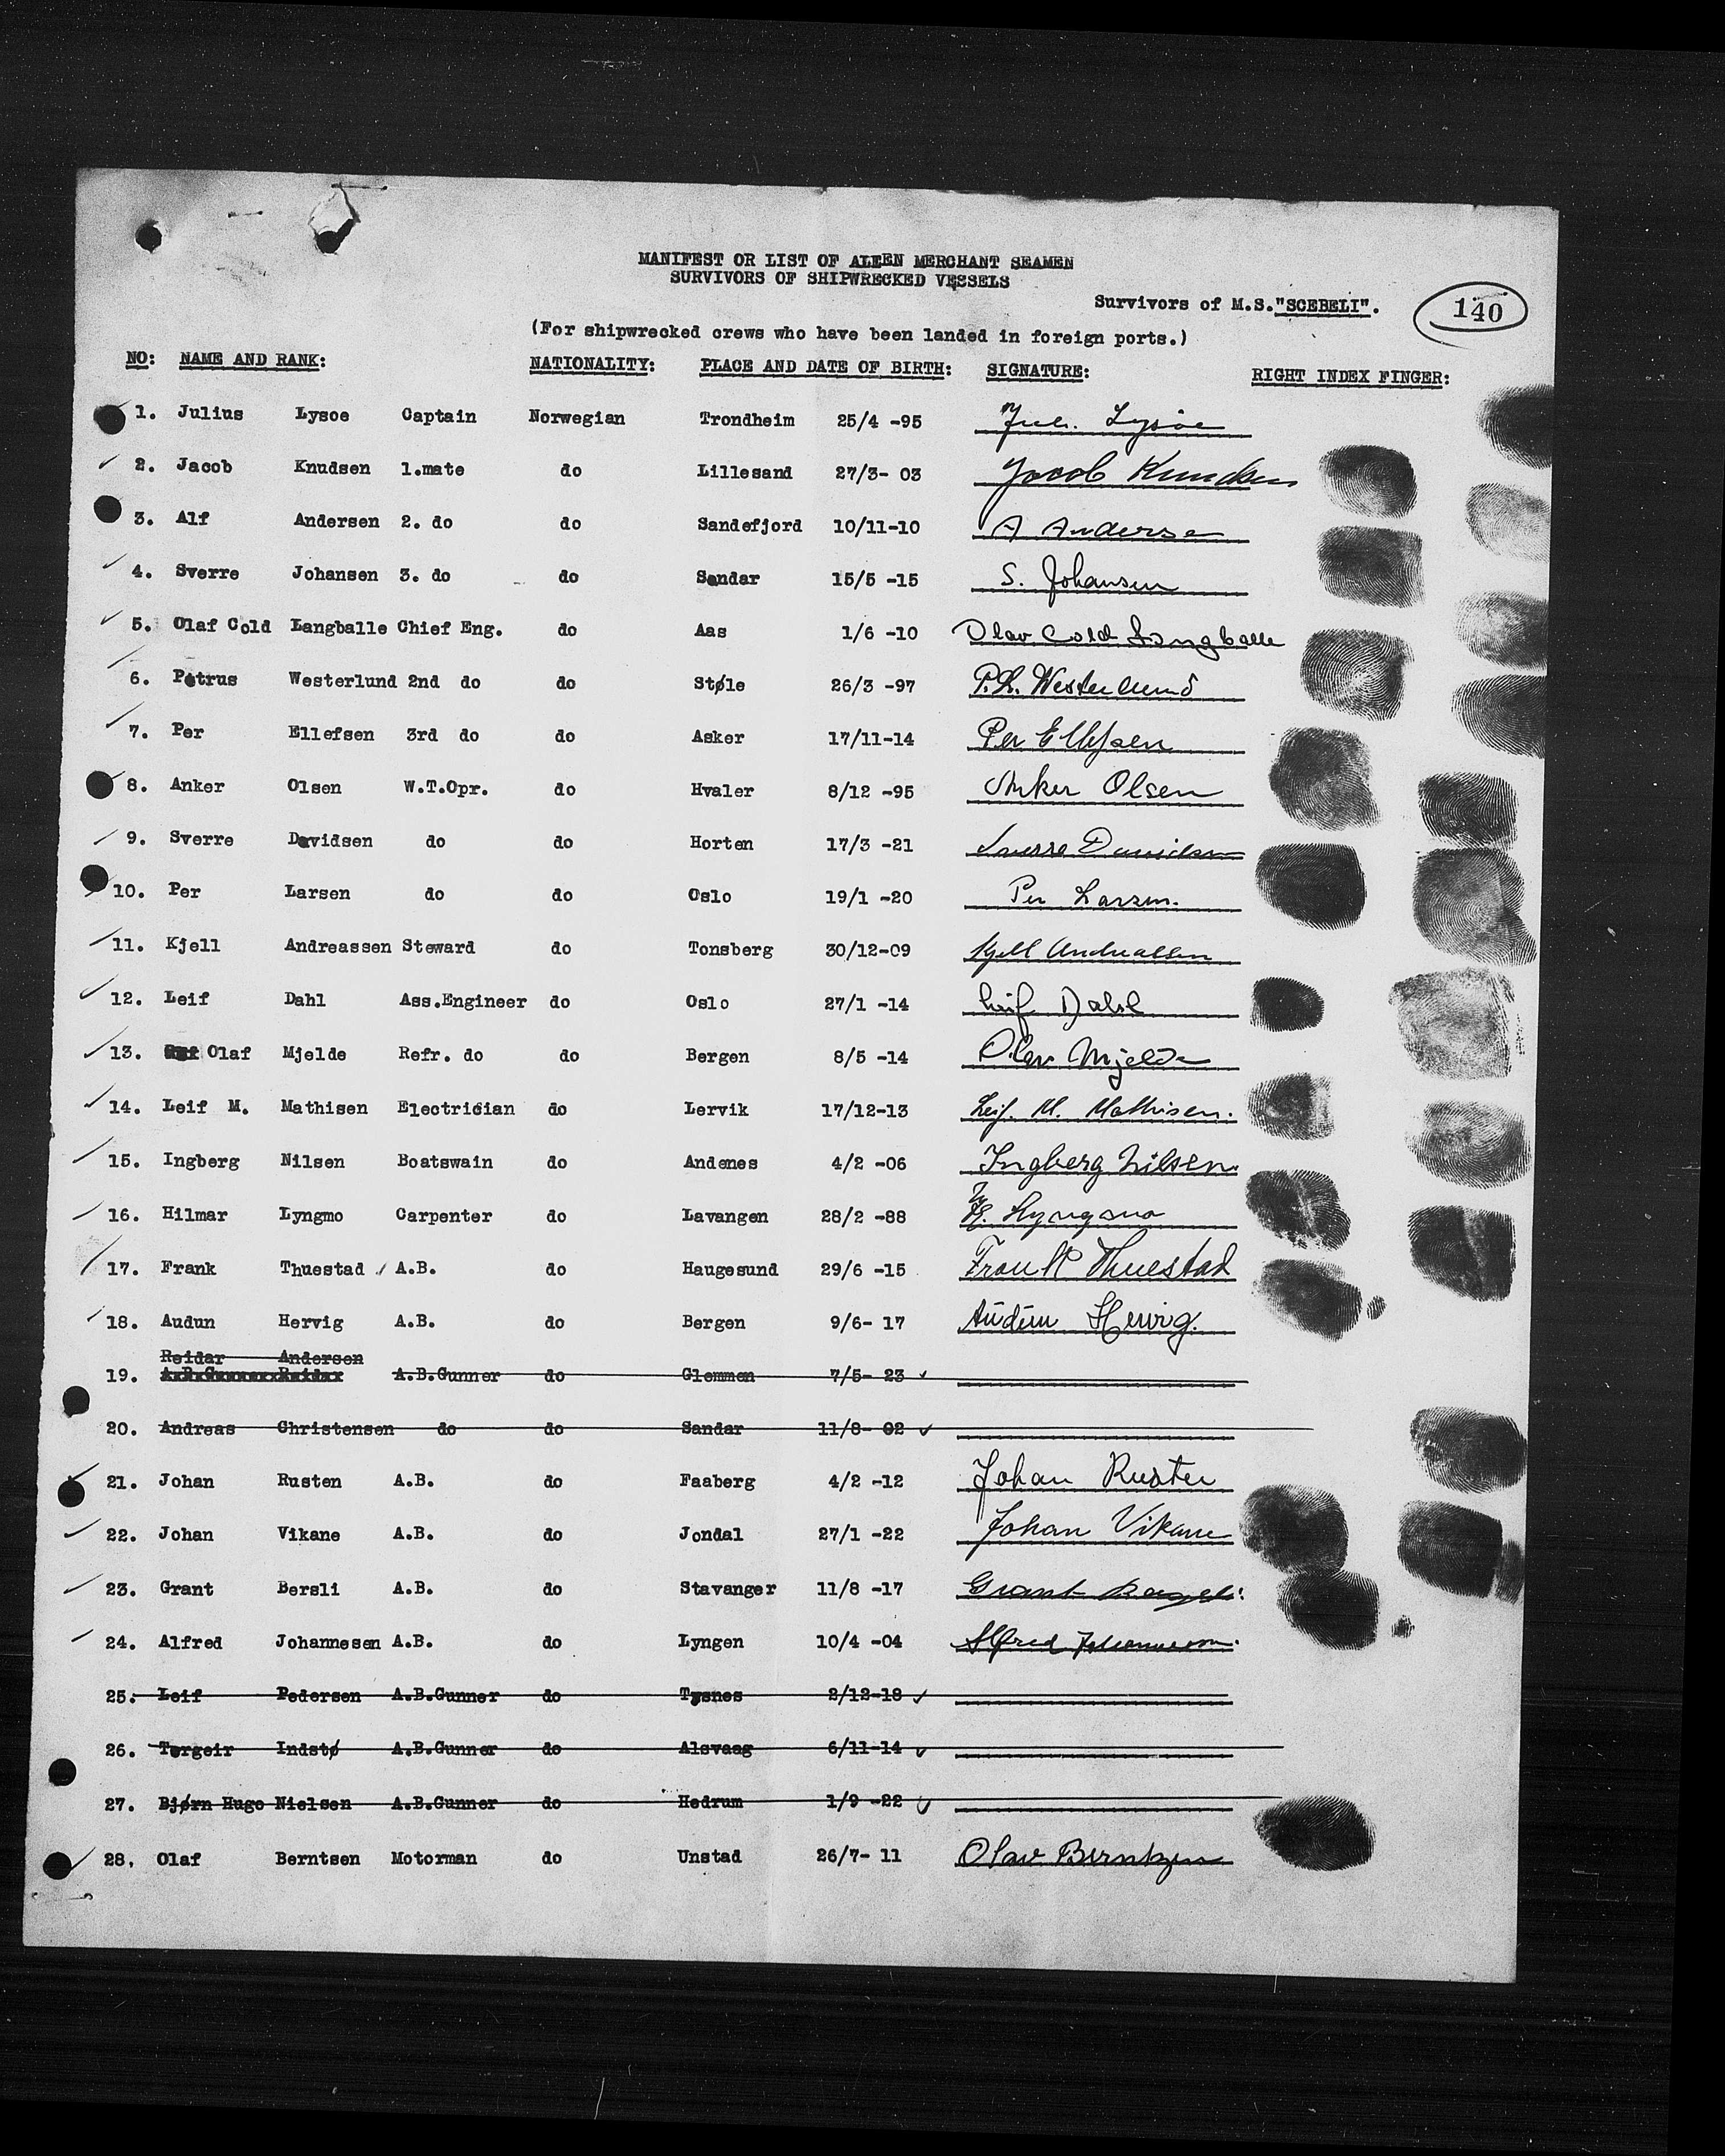 MANIFEST OR LIST OF ALIEN MERCHANT SEAMEN
SURVIVORS OF SHIPWRECKED VESSELS
Survivors of M.S."SCEBELI".
140
(For shipwrecked crews who have been landed in foreign ports.)
NO: NAME AND RANK: NATIONALITY: PLACE AND DATE OF BIRTH: SIGNATURE: RIGHT INDEX FINGER:
1. Julius Lysoe Captain Norwegian Trondheim 25/4 -95 Jul. Lysøe
2. Jacob Knudsen 1.mate do Lillesand 27/3- 03 Jacob Knudsen
3. Alf Andersen 2. do do Sandefjord 10/11-10 A Andersen
4. Sverre Johansen 3. do do Sandar 15/5 -15 S. Johansen
5. Olaf Cold Langballe Chief Eng. do Aas 1/6 -10 Olav Cold Langballe
6. Petrus Westerlund 2nd do do Støle 26/3 -97 P.L. Westerlund
7. Per Ellefsen 3rd do do Asker 17/11-14 Per Ellefsen
8. Anker Olsen W.T.Opr. do Hvaler 8/12 -95 Anker Olsen
9. Sverre Davidsen do do Horten 17/3 -21 Sverre Davidsen
10. Per Larsen do do Oslo 19/1 -20 Per Larsen.
11. Kjell Andreassen Steward do Tonsberg 30/12-09 Kjell Andreassen
12. Leif Dahl Ass.Engineer do Oslo 27/1 -14 Leif Dahl
13. Olaf Mjelde Refr. do do Bergen 8/5 -14 Olav Mjelde
14. Leif M. Mathisen Electrician do Lervik 17/12-13 Leif. M. Mathisen.
15. Ingberg Nilsen Boatswain do Andenes 4/2 -06 Ingberg Nilsen
16. Hilmar Lyngmo Carpenter do Lavangen 28/2 -88 H. Lyngmo
17. Frank Thuestad / A.B. do Haugesund 29/6 -15 Frank Thuestad
18. Audun Hervig A.B. do Bergen 9/6- 17 Audun Hervig.
Reidar Andersen
19. A.B.Gunner Reidar A.B.Gunner do Glemmen 7/5- 23
20. Andreas Christensen do do Sandar 11/8- 02
21. Johan Rusten A.B. do Faaberg 4/2 -12 Johan Rusten
22. Johan Vikane A.B. do Jondal 27/1 -22 Johan Vikane
23. Grant Bersli A.B. do Stavanger 11/8 -17 Grant
24. Alfred Johannesen A.B. do Lyngen 10/4 -04 Alfred Johannesen.
25. Leif Pedersen A.B.Gunner do Tysnes 2/12-18
26. Torgeir Indstø A.B.Gunner do Alsvaag 6/11-14
27. Bjørn Hugo Nielsen A.B.Gunner do Hedrum 1/9 -22
28. Olaf Berntsen Motorman do Unstad 26/7- 11 Olav Berntzen